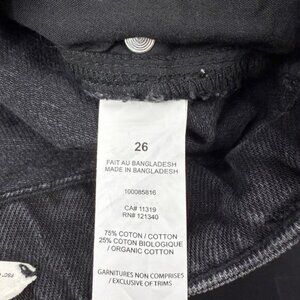 26
FAIT AU BANGLADESH
MADE IN BANGLADESH
100085816
CA# 11319
RN# 121340
75% COTON / COTTON
25% COTON BIOLOGIQUE
/ ORGANIC COTTON
GARNITURES NON COMPRISES
/ EXCLUSIVE OF TRIMS